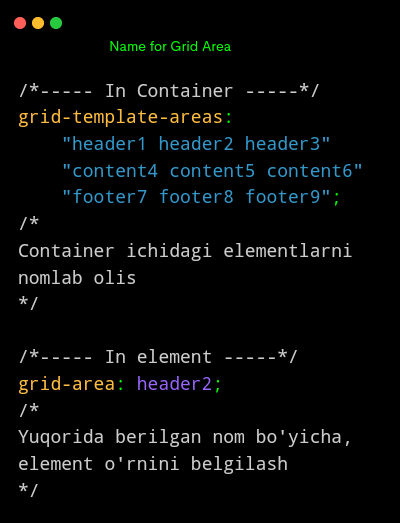 Name for Grid Area
/*----- In Container -----*/
grid-template-areas:
"header1 header2 header3"
"content4 content5 content6"
"footer7 footer8 footer9";
/*
Container ichidagi elementlarni
nomlab olis
*/
/*----- In element -----*/
grid-area: header2;
/*
Yuqorida berilgan nom bo'yicha,
element o'rnini belgilash
*/